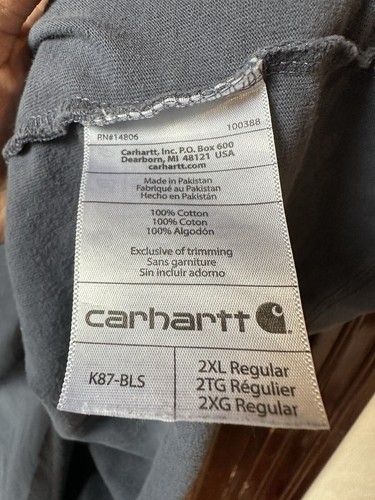 RN#14806 100388
Carhartt, Inc. P.O. Box 600
Dearborn, MI 48121 USA
carhartt.com
Made in Pakistan
Fabriqué au Pakistan
Hecho en Pakistán
100% Cotton
100% Coton
100% Algodón
Exclusive of trimming
Sans garniture
Sin incluir adorno
carhartt
K87-BLS
2XL Regular
2TG Régulier
2XG Regular